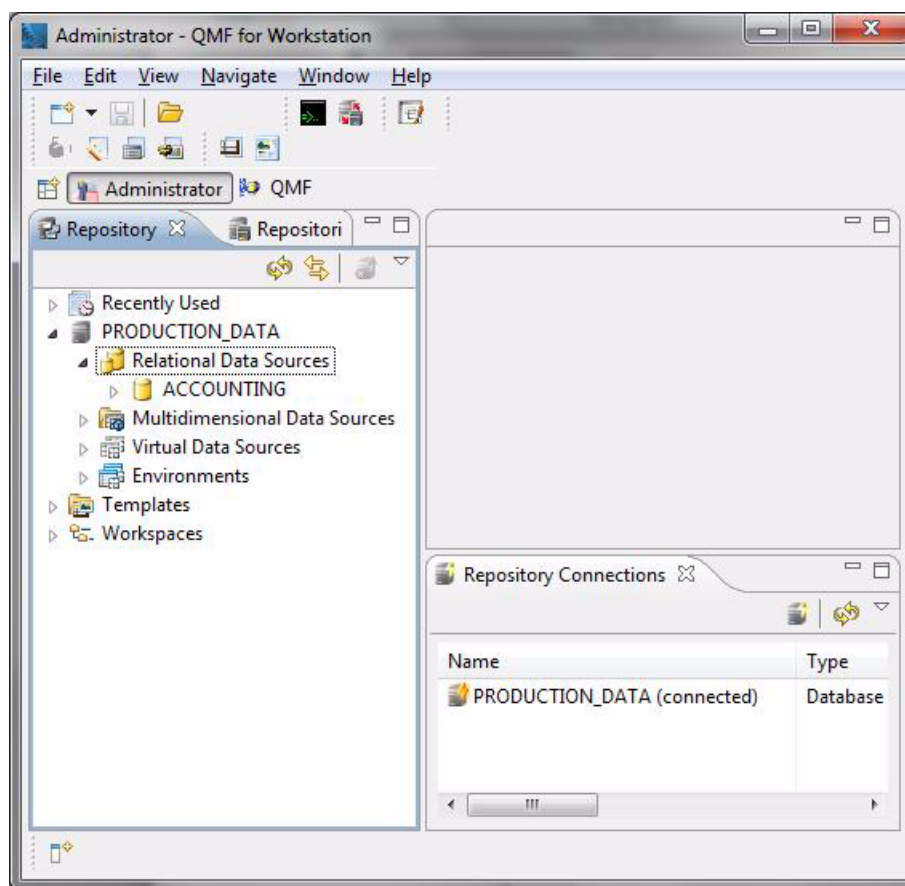 Administrator - QMF for Workstation
File Edit View Navigate Window Help
Administrator QMF
Repository Repositori
Recently Used
PRODUCTION_DATA
Relational Data Sources
ACCOUNTING
Multidimensional Data Sources
Virtual Data Sources
Environments
Templates
Workspaces
Repository Connections
Name Type
PRODUCTION_DATA (connected) Database